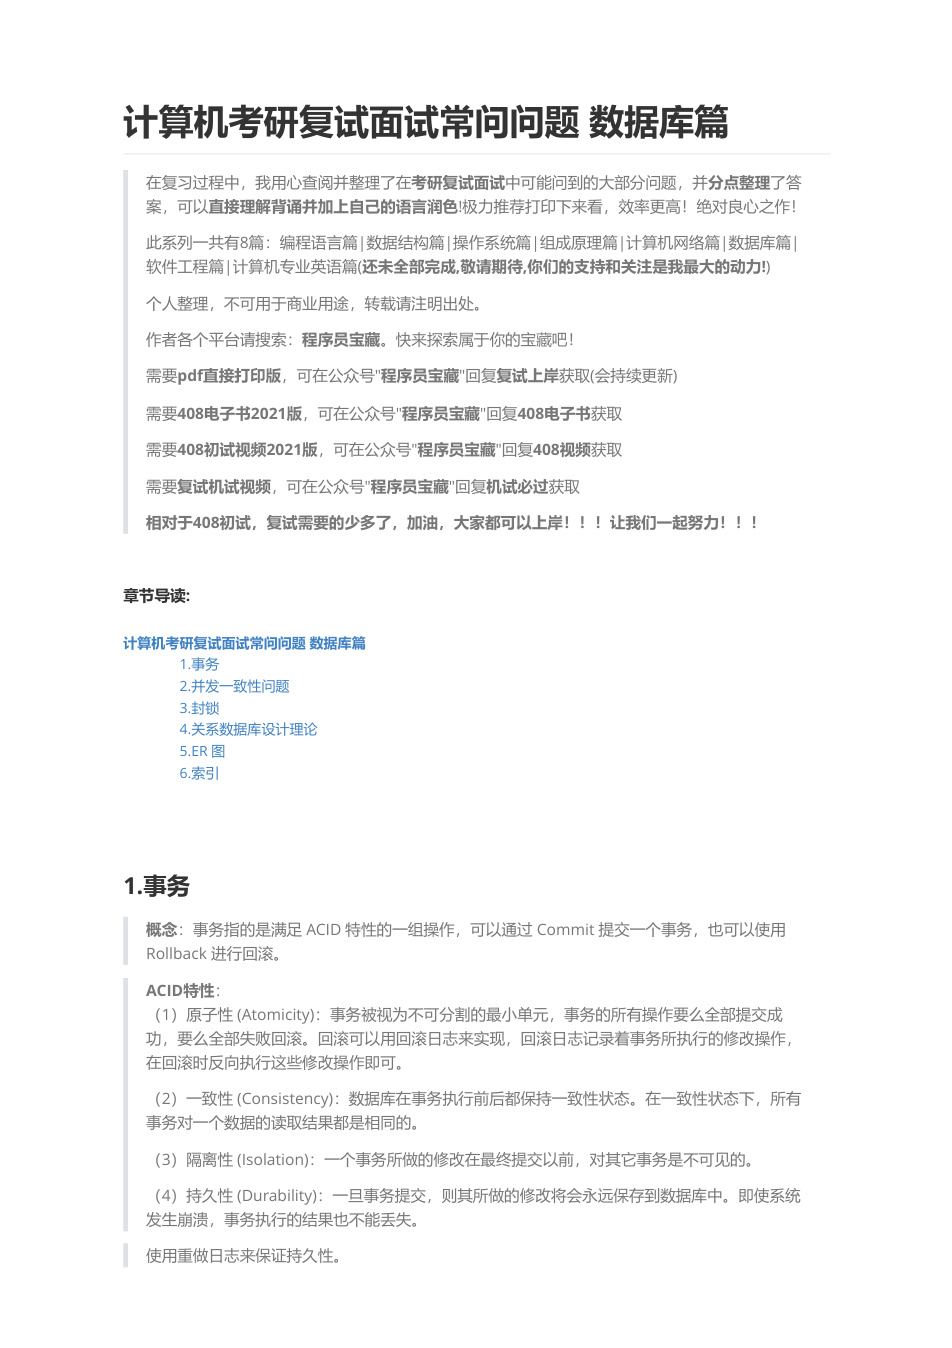 计算机考研复试面试常问问题 数据库篇
在复习过程中，我用心查阅并整理了在考研复试面试中可能问到的大部分问题，并分点整理了答
案，可以直接理解背诵并加上自己的语言润色!极力推荐打印下来看，效率更高！绝对良心之作！
此系列一共有8篇：编程语言篇|数据结构篇|操作系统篇|组成原理篇|计算机网络篇|数据库篇|
软件工程篇|计算机专业英语篇(还未全部完成,敬请期待,你们的支持和关注是我最大的动力!)
个人整理，不可用于商业用途，转载请注明出处。
作者各个平台请搜索：程序员宝藏。快来探索属于你的宝藏吧！
需要pdf直接打印版，可在公众号"程序员宝藏"回复复试上岸获取(会持续更新)
需要408电子书2021版，可在公众号"程序员宝藏"回复408电子书获取
需要408初试视频2021版，可在公众号"程序员宝藏"回复408视频获取
需要复试机试视频，可在公众号"程序员宝藏"回复机试必过获取
相对于408初试，复试需要的少多了，加油，大家都可以上岸！！！让我们一起努力！！！
章节导读:
计算机考研复试面试常问问题 数据库篇
1.事务
2.并发一致性问题
3.封锁
4.关系数据库设计理论
5.ER 图
6.索引
1.事务
概念：事务指的是满足 ACID 特性的一组操作，可以通过 Commit 提交一个事务，也可以使用
Rollback 进行回滚。
ACID特性：
（1）原子性 (Atomicity)：事务被视为不可分割的最小单元，事务的所有操作要么全部提交成
功，要么全部失败回滚。回滚可以用回滚日志来实现，回滚日志记录着事务所执行的修改操作，
在回滚时反向执行这些修改操作即可。
（2）一致性 (Consistency)：数据库在事务执行前后都保持一致性状态。在一致性状态下，所有
事务对一个数据的读取结果都是相同的。
（3）隔离性 (Isolation)：一个事务所做的修改在最终提交以前，对其它事务是不可见的。
（4）持久性 (Durability)：一旦事务提交，则其所做的修改将会永远保存到数据库中。即使系统
发生崩溃，事务执行的结果也不能丢失。
使用重做日志来保证持久性。